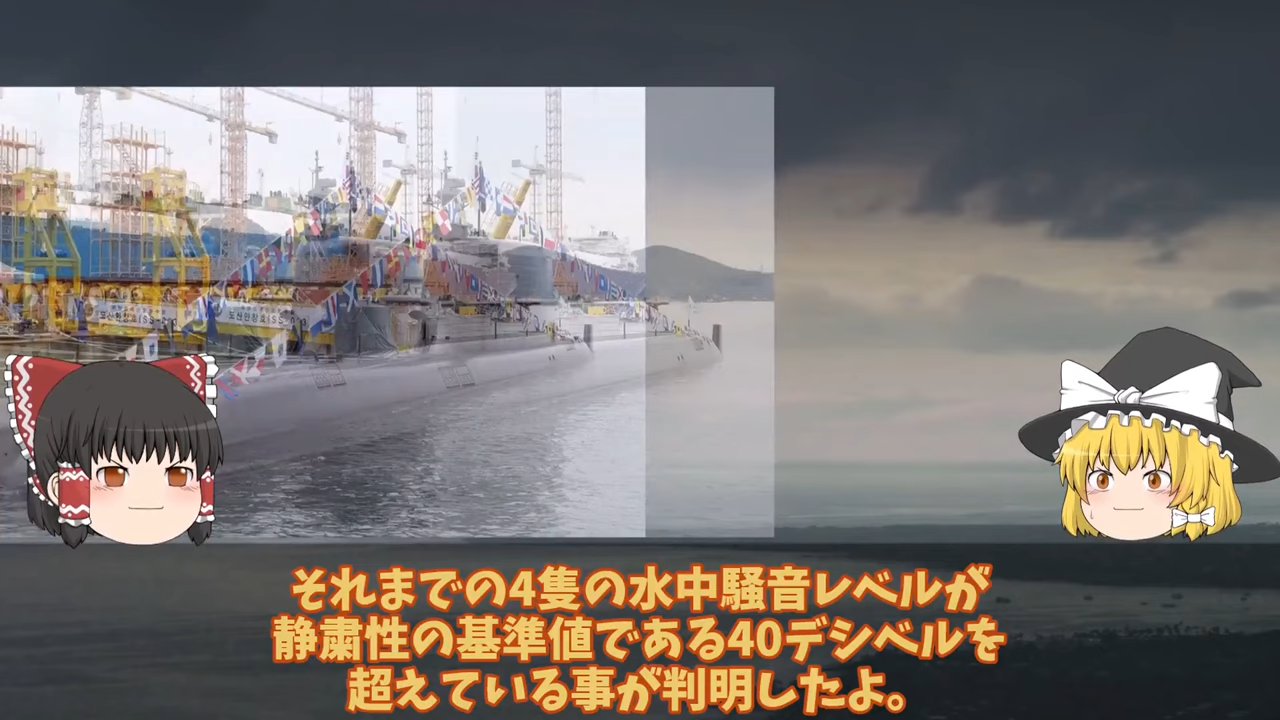 それまでの4隻の水中騒音レベルが
静粛性の基準値である40デシベルを
超えている事が判明したよ。